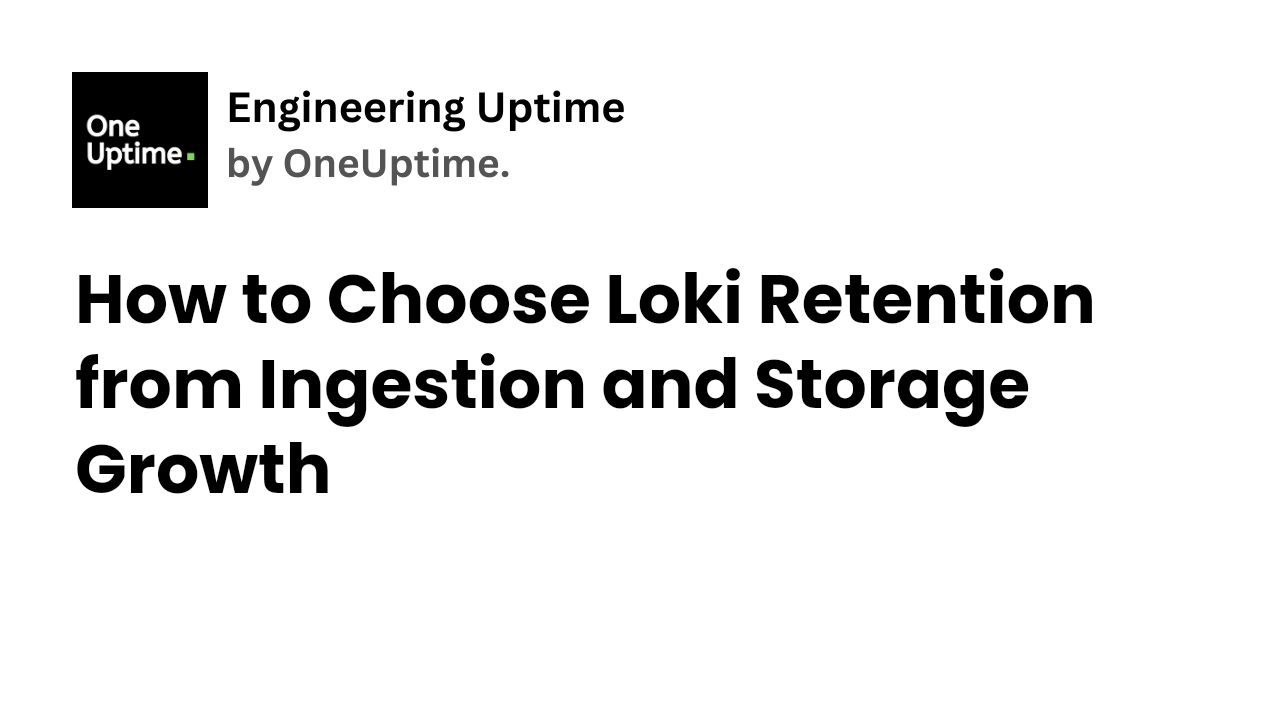 One
Uptime
Engineering Uptime
by OneUptime.
How to Choose Loki Retention
from Ingestion and Storage
Growth